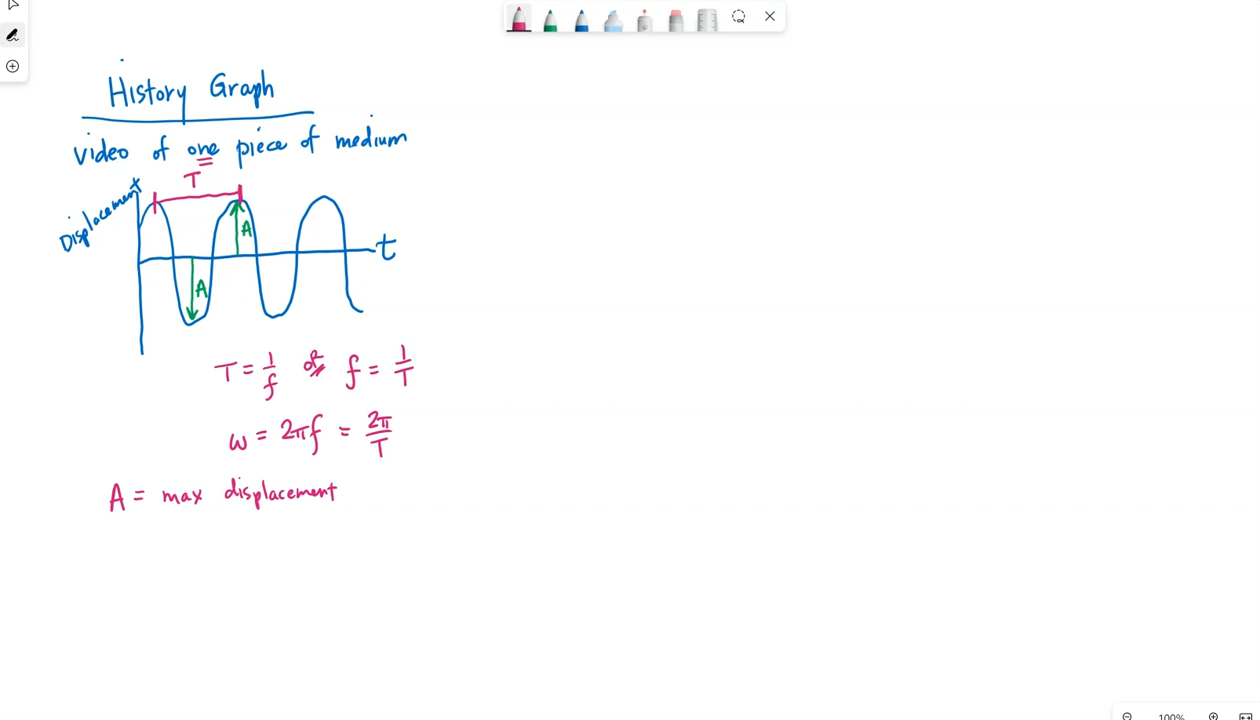 History Graph
video of one piece of medium
T
Displacement
A
t
A
T = 1/f or f = 1/T
ω = 2πf = 2π/T
A = max displacement
100%